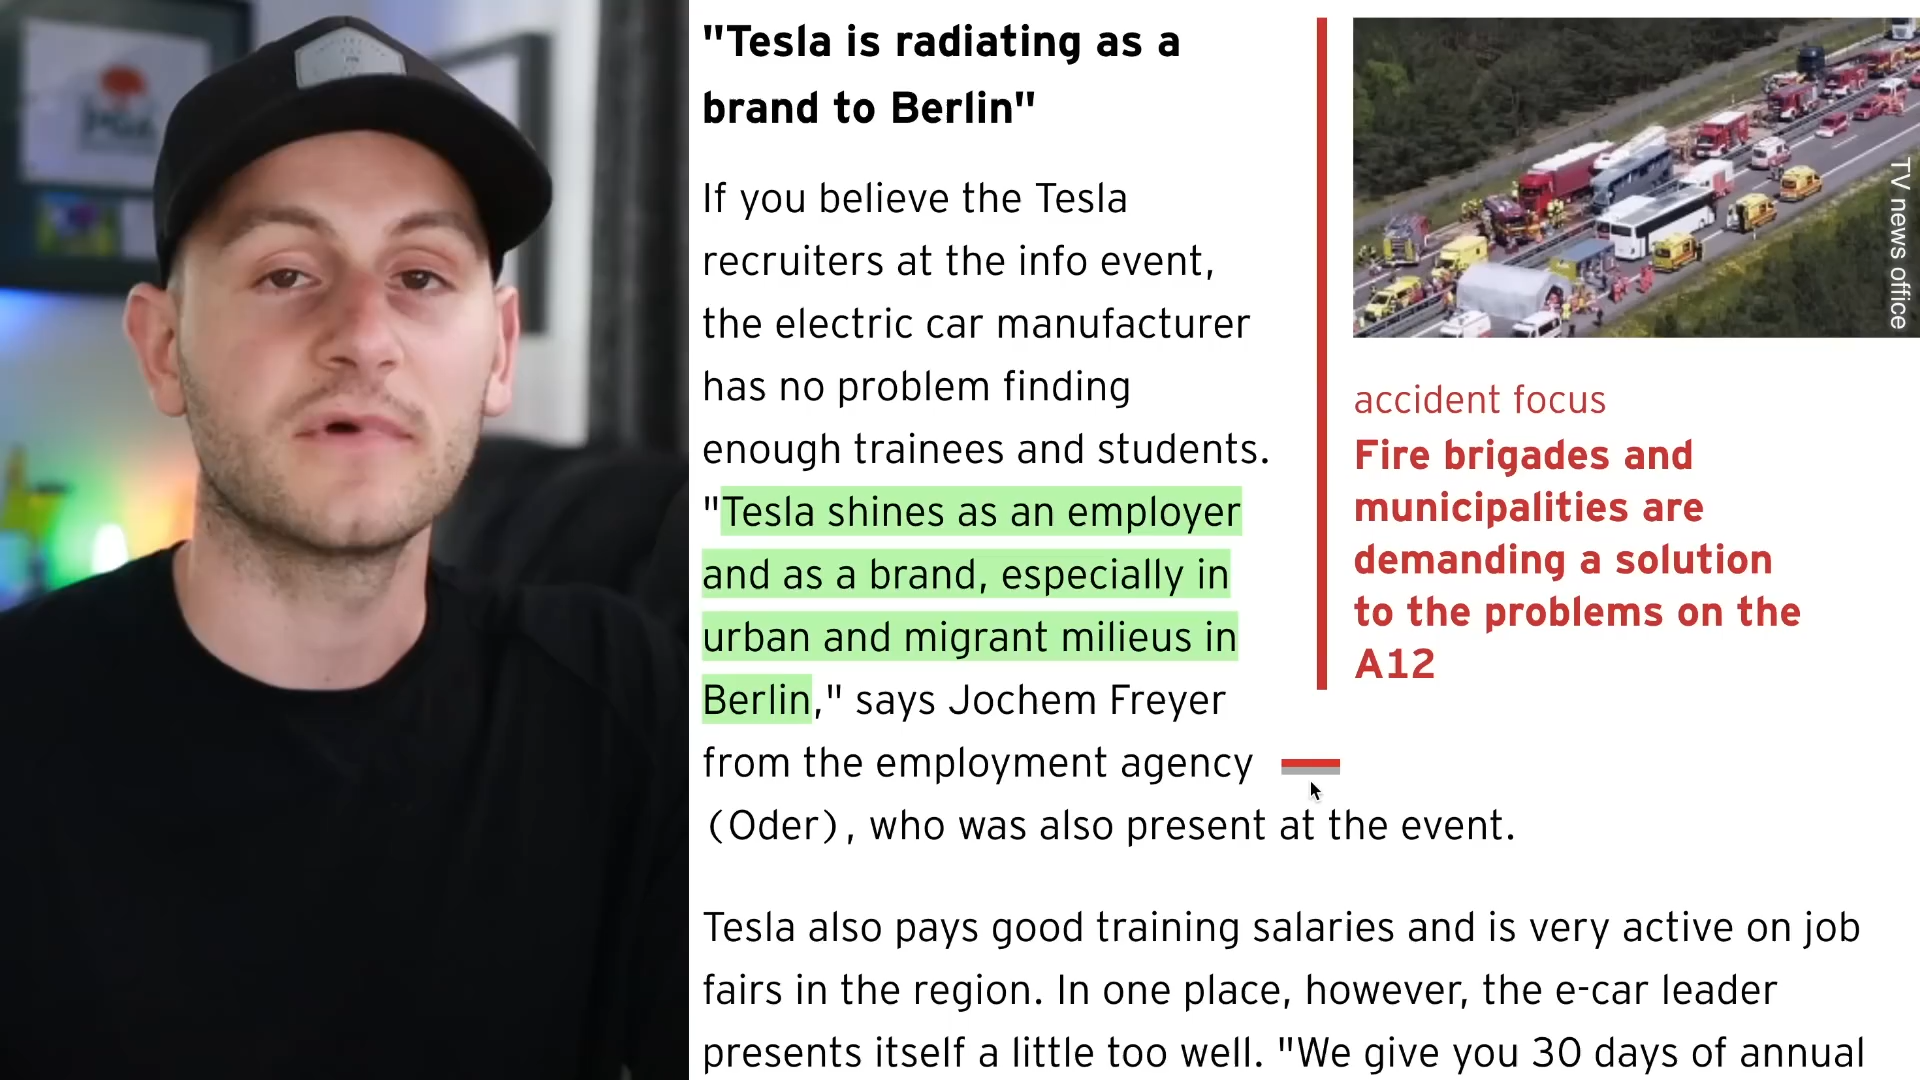 "Tesla is radiating as a
brand to Berlin"
If you believe the Tesla
recruiters at the info event,
the electric car manufacturer
has no problem finding
enough trainees and students.
"Tesla shines as an employer
and as a brand, especially in
urban and migrant milieus in
Berlin," says Jochem Freyer
from the employment agency
(Oder), who was also present at the event.
Tesla also pays good training salaries and is very active on job
fairs in the region. In one place, however, the e-car leader
presents itself a little too well. "We give you 30 days of annual
TV news office
accident focus
Fire brigades and
municipalities are
demanding a solution
to the problems on the
A12